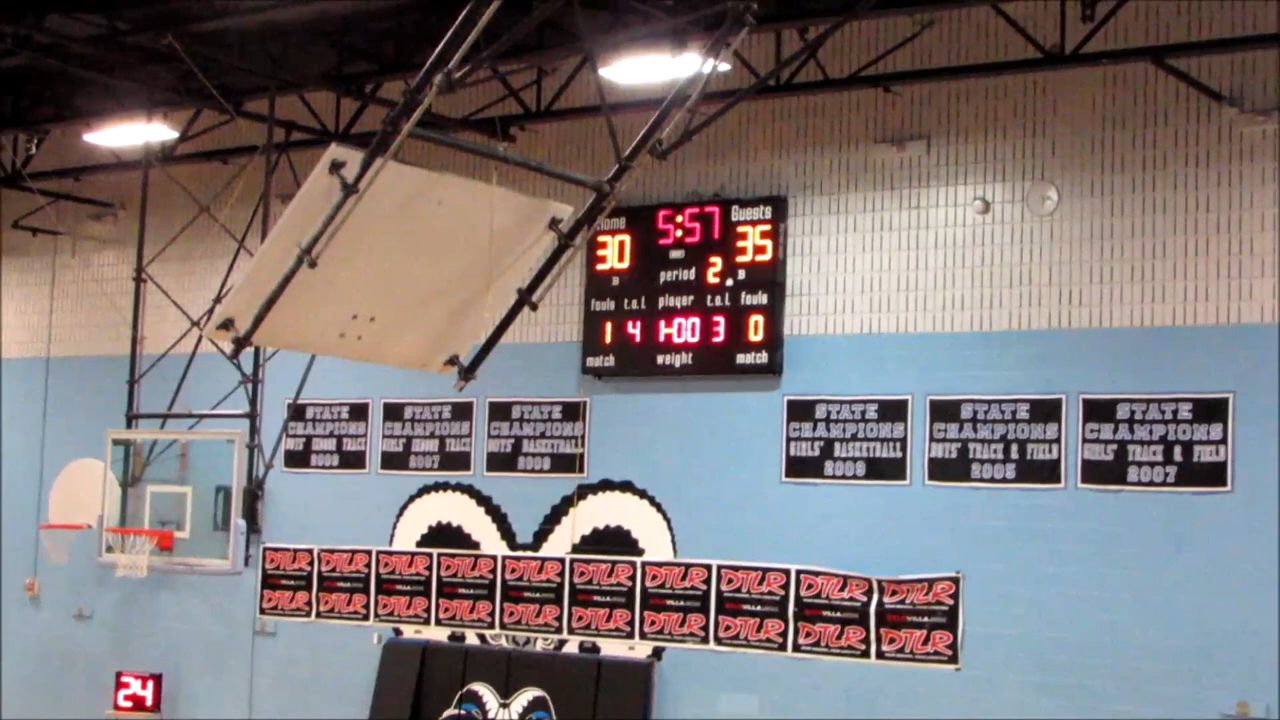 Home 5:57 Guests
30 35
B period 2 B
fouls t.o.l. player t.o.l. fouls
1 4 1-00 3 0
match weight match
STATE
CHAMPIONS
BOYS' INDOOR TRACK
STATE
CHAMPIONS
GIRLS' INDOOR TRACK
2007
STATE
CHAMPIONS
BOYS' BASKETBALL
STATE
CHAMPIONS
GIRLS' BASKETBALL
2009
STATE
CHAMPIONS
BOYS' TRACK & FIELD
2005
STATE
CHAMPIONS
GIRLS' TRACK & FIELD
2007
DTLR DTLR DTLR DTLR DTLR DTLR DTLR DTLR DTLR DTLR
DTLR DTLR DTLR DTLR DTLR DTLR DTLR DTLR DTLR DTLR
24